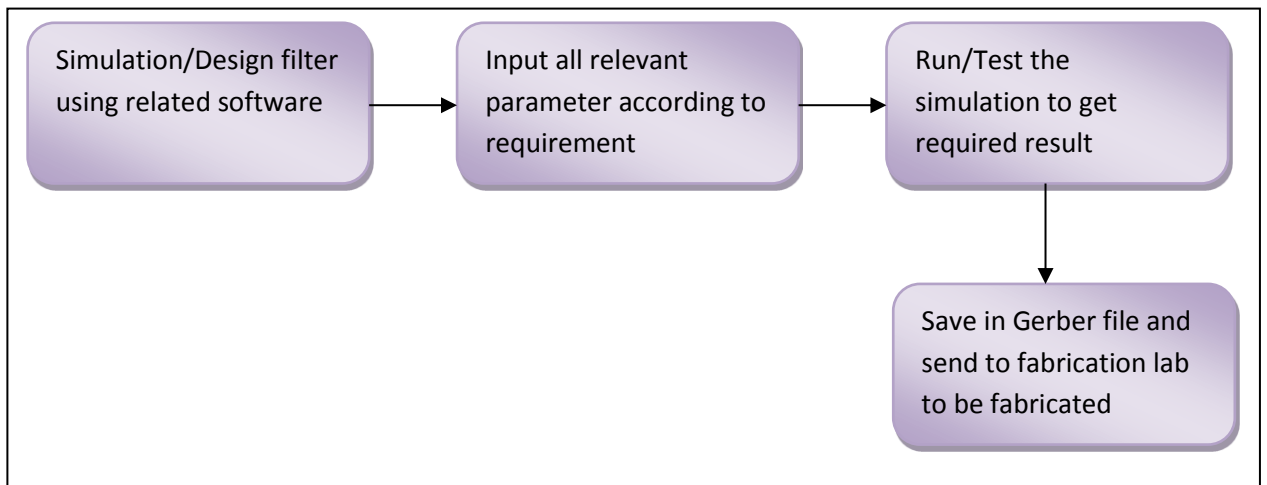 Simulation/Design filter
using related software
Input all relevant
parameter according to
requirement
Run/Test the
simulation to get
required result
Save in Gerber file and
send to fabrication lab
to be fabricated